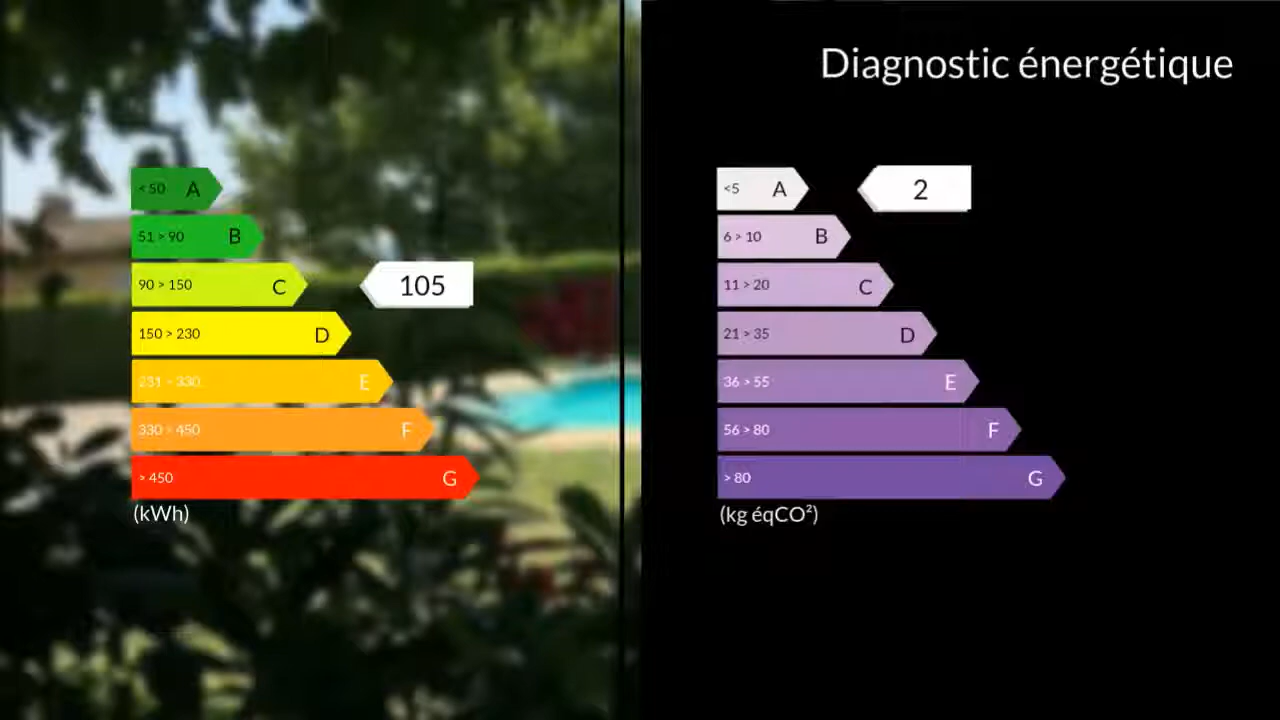 Diagnostic énergétique
<50 A
51 > 90 B
90 > 150 C
105
150 > 230 D
231 > 330 E
330 > 450 F
> 450 G
(kWh)
<5 A
2
6 > 10 B
11 > 20 C
21 > 35 D
36 > 55 E
56 > 80 F
> 80 G
(kg éqCO²)